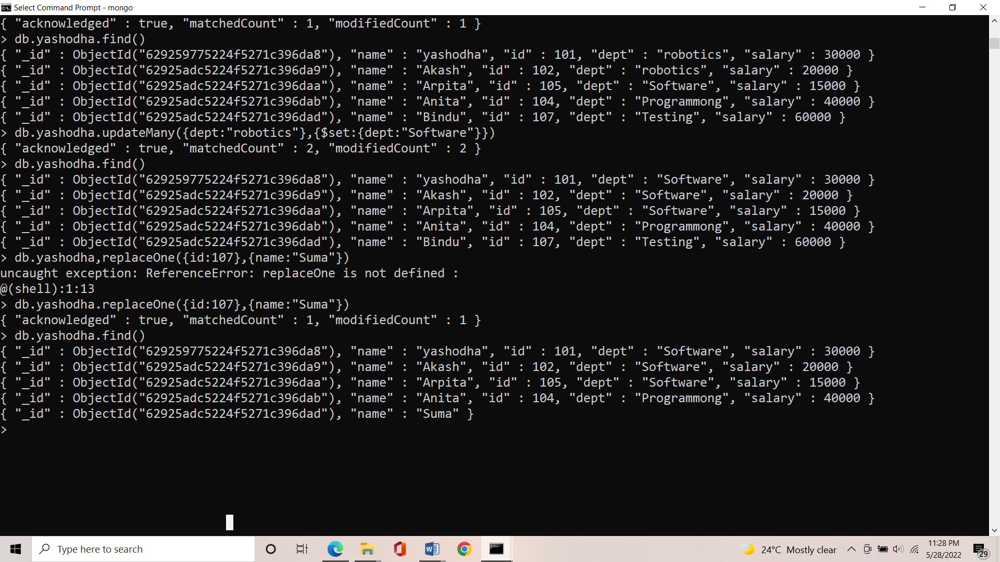 Select Command Prompt - mongo
{ "acknowledged" : true, "matchedCount" : 1, "modifiedCount" : 1 }
> db.yashodha.find()
{ "_id" : ObjectId("629259775224f5271c396da8"), "name" : "yashodha", "id" : 101, "dept" : "robotics", "salary" : 30000 }
{ "_id" : ObjectId("62925adc5224f5271c396da9"), "name" : "Akash", "id" : 102, "dept" : "robotics", "salary" : 20000 }
{ "_id" : ObjectId("62925adc5224f5271c396daa"), "name" : "Arpita", "id" : 105, "dept" : "Software", "salary" : 15000 }
{ "_id" : ObjectId("62925adc5224f5271c396dab"), "name" : "Anita", "id" : 104, "dept" : "Programmong", "salary" : 40000 }
{ "_id" : ObjectId("62925adc5224f5271c396dad"), "name" : "Bindu", "id" : 107, "dept" : "Testing", "salary" : 60000 }
> db.yashodha.updateMany({dept:"robotics"},{$set:{dept:"Software"}})
{ "acknowledged" : true, "matchedCount" : 2, "modifiedCount" : 2 }
> db.yashodha.find()
{ "_id" : ObjectId("629259775224f5271c396da8"), "name" : "yashodha", "id" : 101, "dept" : "Software", "salary" : 30000 }
{ "_id" : ObjectId("62925adc5224f5271c396da9"), "name" : "Akash", "id" : 102, "dept" : "Software", "salary" : 20000 }
{ "_id" : ObjectId("62925adc5224f5271c396daa"), "name" : "Arpita", "id" : 105, "dept" : "Software", "salary" : 15000 }
{ "_id" : ObjectId("62925adc5224f5271c396dab"), "name" : "Anita", "id" : 104, "dept" : "Programmong", "salary" : 40000 }
{ "_id" : ObjectId("62925adc5224f5271c396dad"), "name" : "Bindu", "id" : 107, "dept" : "Testing", "salary" : 60000 }
> db.yashodha,replaceOne({id:107},{name:"Suma"})
uncaught exception: ReferenceError: replaceOne is not defined :
@(shell):1:13
> db.yashodha.replaceOne({id:107},{name:"Suma"})
{ "acknowledged" : true, "matchedCount" : 1, "modifiedCount" : 1 }
> db.yashodha.find()
{ "_id" : ObjectId("629259775224f5271c396da8"), "name" : "yashodha", "id" : 101, "dept" : "Software", "salary" : 30000 }
{ "_id" : ObjectId("62925adc5224f5271c396da9"), "name" : "Akash", "id" : 102, "dept" : "Software", "salary" : 20000 }
{ "_id" : ObjectId("62925adc5224f5271c396daa"), "name" : "Arpita", "id" : 105, "dept" : "Software", "salary" : 15000 }
{ "_id" : ObjectId("62925adc5224f5271c396dab"), "name" : "Anita", "id" : 104, "dept" : "Programmong", "salary" : 40000 }
{ "_id" : ObjectId("62925adc5224f5271c396dad"), "name" : "Suma" }
>
Type here to search
24°C Mostly clear
11:28 PM
5/28/2022
29